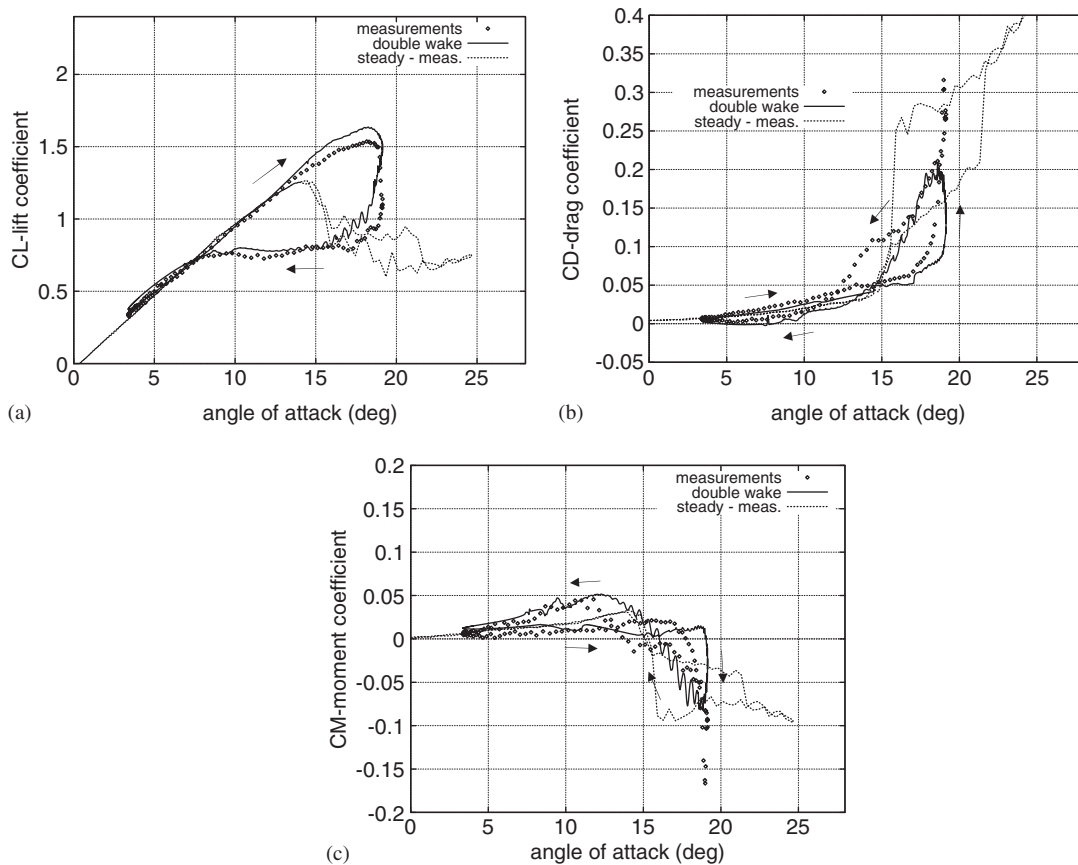 measurements
double wake
steady - meas.
2
1.5
1
0.5
0
CL-lift coefficient
0 5 10 15 20 25
angle of attack (deg)
(a)
measurements
double wake
steady - meas.
0.4
0.35
0.3
0.25
0.2
0.15
0.1
0.05
0
-0.05
CD-drag coefficient
0 5 10 15 20 25
angle of attack (deg)
(b)
measurements
double wake
steady - meas.
0.2
0.15
0.1
0.05
0
-0.05
-0.1
-0.15
-0.2
CM-moment coefficient
0 5 10 15 20 25
angle of attack (deg)
(c)